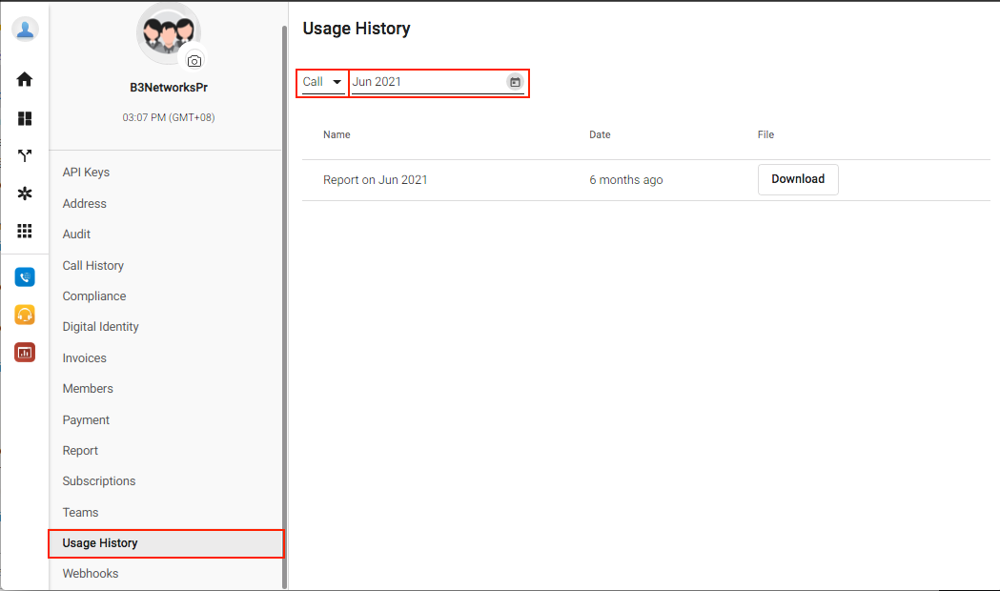 B3NetworksPr
03:07 PM (GMT+08)
API Keys
Address
Audit
Call History
Compliance
Digital Identity
Invoices
Members
Payment
Report
Subscriptions
Teams
Usage History
Webhooks
Usage History
Call Jun 2021
Name Date File
Report on Jun 2021 6 months ago Download